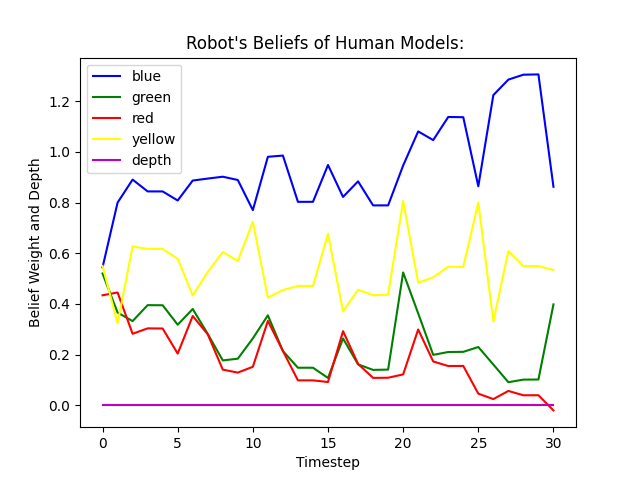 Robot's Beliefs of Human Models:
blue
green
red
yellow
depth
Belief Weight and Depth
1.2
1.0
0.8
0.6
0.4
0.2
0.0
0 5 10 15 20 25 30
Timestep